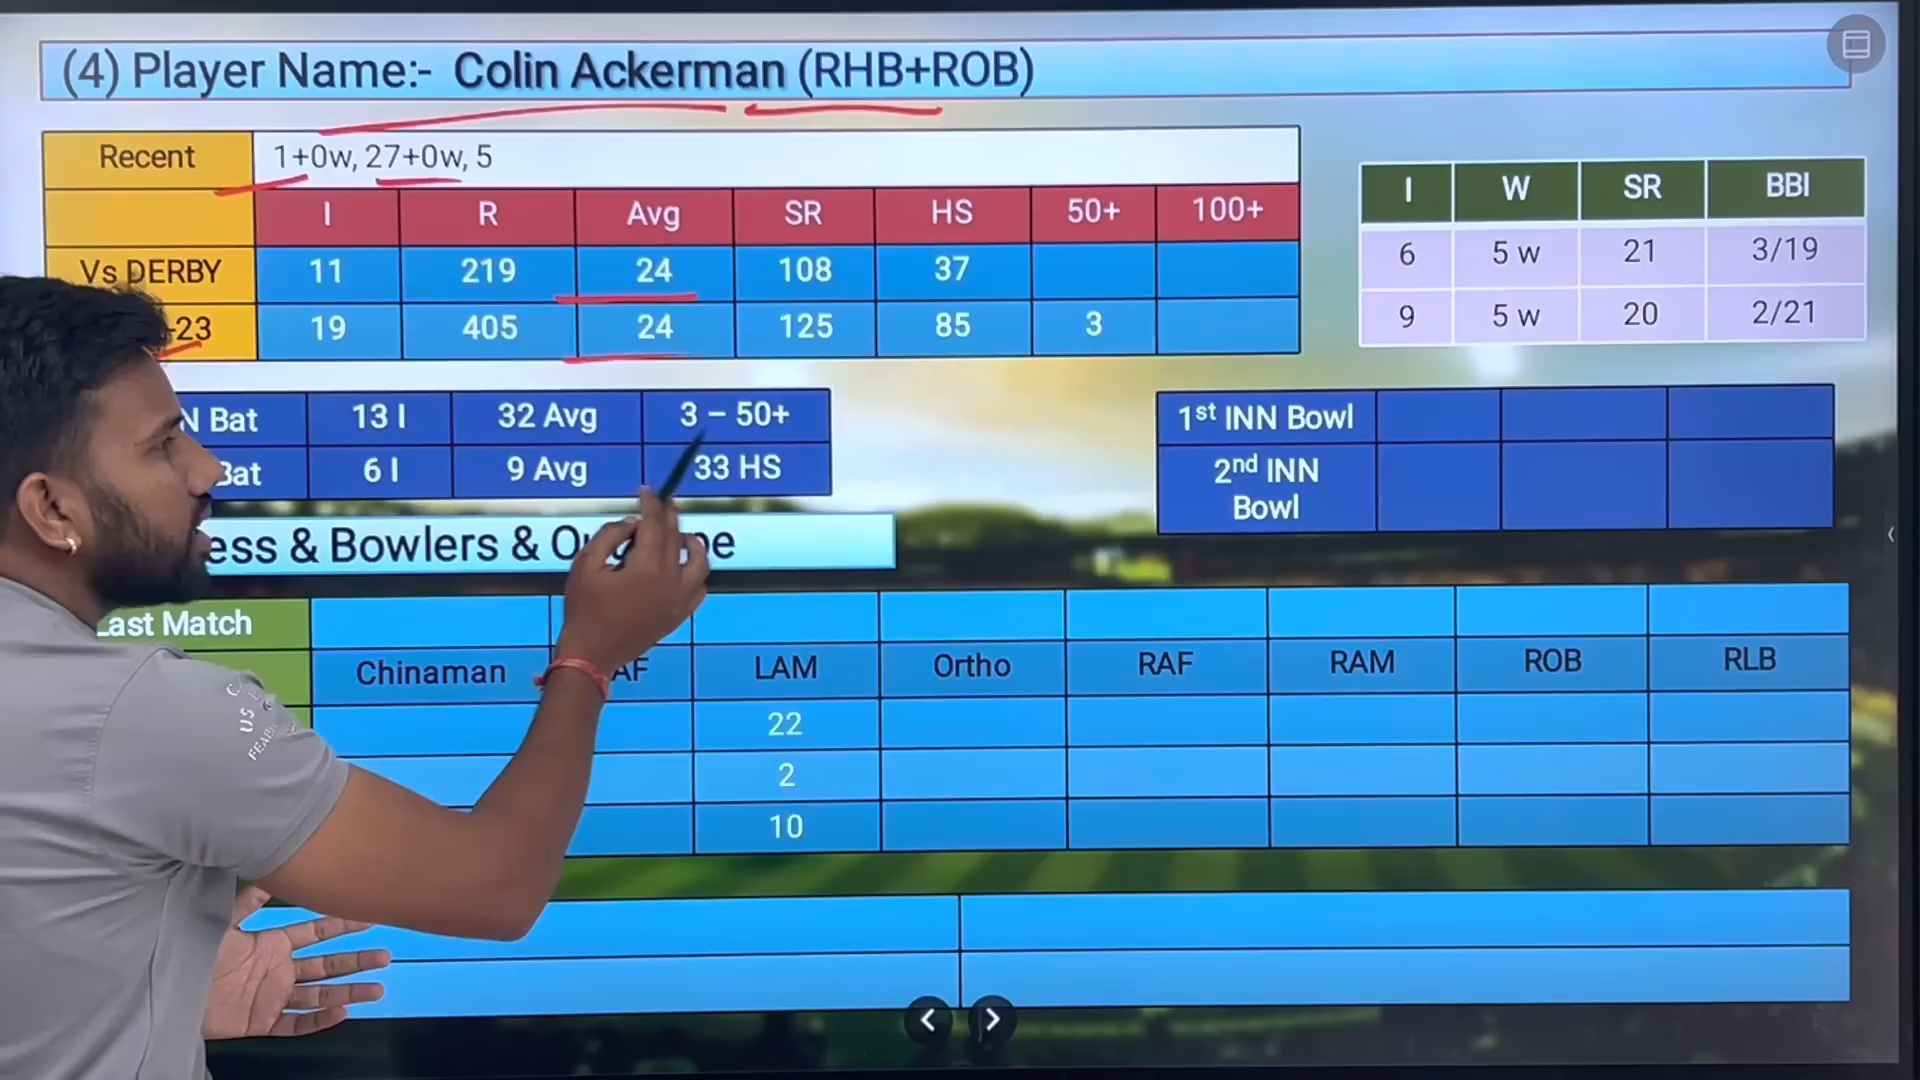 (4) Player Name:- Colin Ackerman (RHB+ROB)
Recent 1+0w, 27+0w, 5
I R Avg SR HS 50+ 100+
Vs DERBY 11 219 24 108 37
-23 19 405 24 125 85 3
I W SR BBI
6 5 w 21 3/19
9 5 w 20 2/21
N Bat 13 I 32 Avg 3 – 50+
Bat 6 I 9 Avg 33 HS
1st INN Bowl
2nd INN
Bowl
ess & Bowlers &
Last Match
Chinaman AF LAM Ortho RAF RAM ROB RLB
22
2
10
US